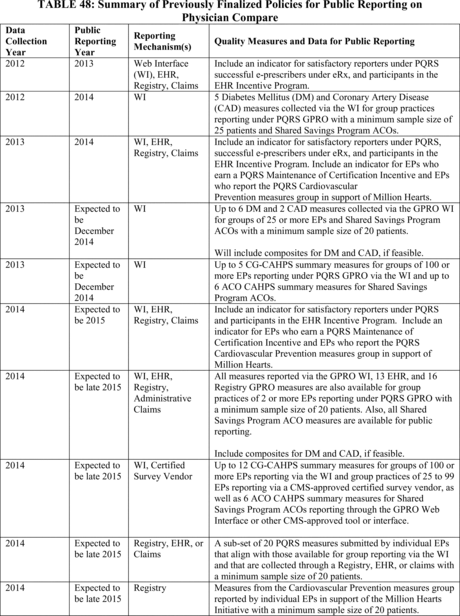 TABLE 48: Summary of Previously Finalized Policies for Public Reporting on
Physician Compare
Data
Collection
Year
Public
Reporting
Year
Reporting
Mechanism(s)
Quality Measures and Data for Public Reporting
2012
2013
Web Interface
(WI), EHR,
Registry, Claims
Include an indicator for satisfactory reporters under PQRS
successful e-prescribers under eRx, and participants in the
EHR Incentive Program.
2012
2014
WI
5 Diabetes Mellitus (DM) and Coronary Artery Disease
(CAD) measures collected via the WI for group practices
reporting under PQRS GPRO with a minimum sample size of
25 patients and Shared Savings Program ACOs.
2013
2014
WI, EHR,
Registry, Claims
Include an indicator for satisfactory reporters under PQRS,
successful e-prescribers under eRx, and participants in the
EHR Incentive Program. Include an indicator for EPs who
earn a PQRS Maintenance of Certification Incentive and EPs
who report the PQRS Cardiovascular
Prevention measures group in support of Million Hearts.
2013
Expected to
be
December
2014
WI
Up to 6 DM and 2 CAD measures collected via the GPRO WI
for groups of 25 or more EPs and Shared Savings Program
ACOs with a minimum sample size of 20 patients.
Will include composites for DM and CAD, if feasible.
2013
Expected to
be
December
2014
WI
Up to 5 CG-CAHPS summary measures for groups of 100 or
more EPs reporting under PQRS GPRO via the WI and up to
6 ACO CAHPS summary measures for Shared Savings
Program ACOs.
2014
Expected to
be 2015
WI, EHR,
Registry, Claims
Include an indicator for satisfactory reporters under PQRS
and participants in the EHR Incentive Program.  Include an
indicator for EPs who earn a PQRS Maintenance of
Certification Incentive and EPs who report the PQRS
Cardiovascular Prevention measures group in support of
Million Hearts.
2014
Expected to
be late 2015
WI, EHR,
Registry,
Administrative
Claims
All measures reported via the GPRO WI, 13 EHR, and 16
Registry GPRO measures are also available for group
practices of 2 or more EPs reporting under PQRS GPRO with
a minimum sample size of 20 patients. Also, all Shared
Savings Program ACO measures are available for public
reporting.
Include composites for DM and CAD, if feasible.
2014
Expected to
be late 2015
WI, Certified
Survey Vendor
Up to 12 CG-CAHPS summary measures for groups of 100 or
more EPs reporting via the WI and group practices of 25 to 99
EPs reporting via a CMS-approved certified survey vendor, as
well as 6 ACO CAHPS summary measures for Shared
Savings Program ACOs reporting through the GPRO Web
Interface or other CMS-approved tool or interface.
2014
Expected to
be late 2015
Registry, EHR, or
Claims
A sub-set of 20 PQRS measures submitted by individual EPs
that align with those available for group reporting via the WI
and that are collected through a Registry, EHR, or claims with
a minimum sample size of 20 patients.
2014
Expected to
be late 2015
Registry
Measures from the Cardiovascular Prevention measures group
reported by individual EPs in support of the Million Hearts
Initiative with a minimum sample size of 20 patients.